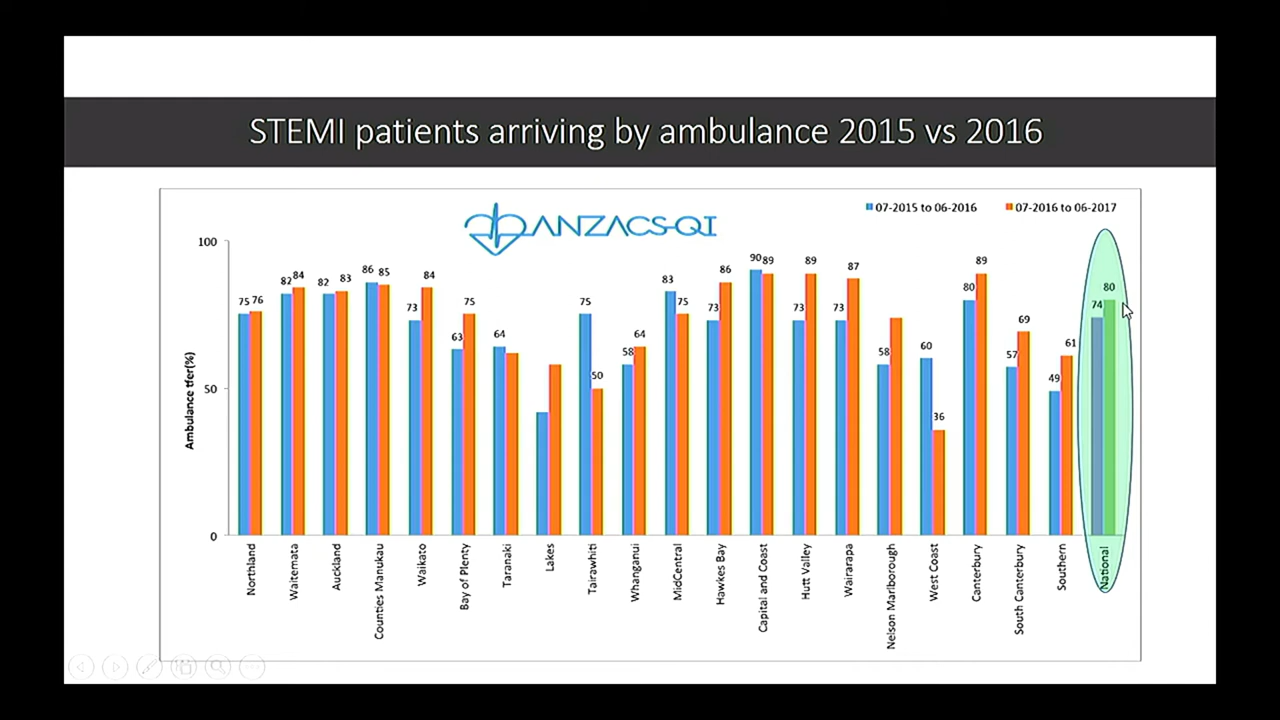 STEMI patients arriving by ambulance 2015 vs 2016
ANZACS-QI
07-2015 to 06-2016
07-2016 to 06-2017
100
50
0
Ambulance tfer(%)
75 76
82 84
82 83
86 85
73 84
63 75
64
75 50
58 64
83 75
73 86
90 89
73 89
73 87
58
60 36
80 89
57 69
49 61
74 80
Northland
Waitemata
Auckland
Counties Manukau
Waikato
Bay of Plenty
Taranaki
Lakes
Tairawhiti
Whanganui
MidCentral
Hawkes Bay
Capital and Coast
Hutt Valley
Wairarapa
Nelson Marlborough
West Coast
Canterbury
South Canterbury
Southern
National